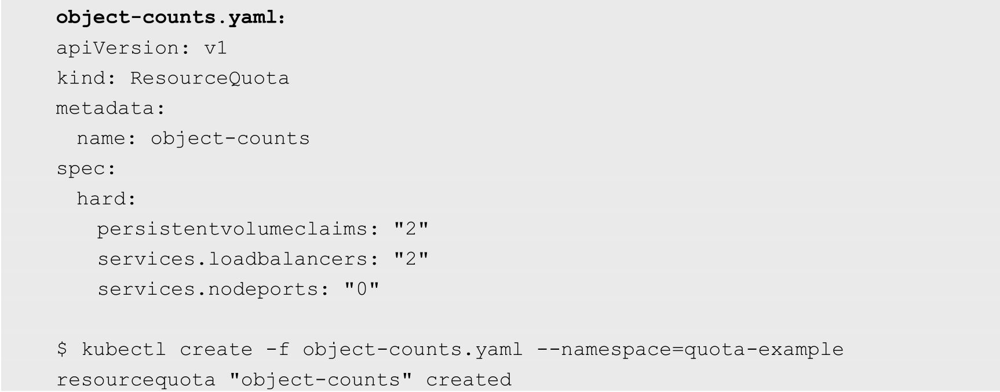 object-counts.yaml:
apiVersion: v1
kind: ResourceQuota
metadata:
  name: object-counts
spec:
  hard:
    persistentvolumeclaims: "2"
    services.loadbalancers: "2"
    services.nodeports: "0"

$ kubectl create -f object-counts.yaml --namespace=quota-example
resourcequota "object-counts" created